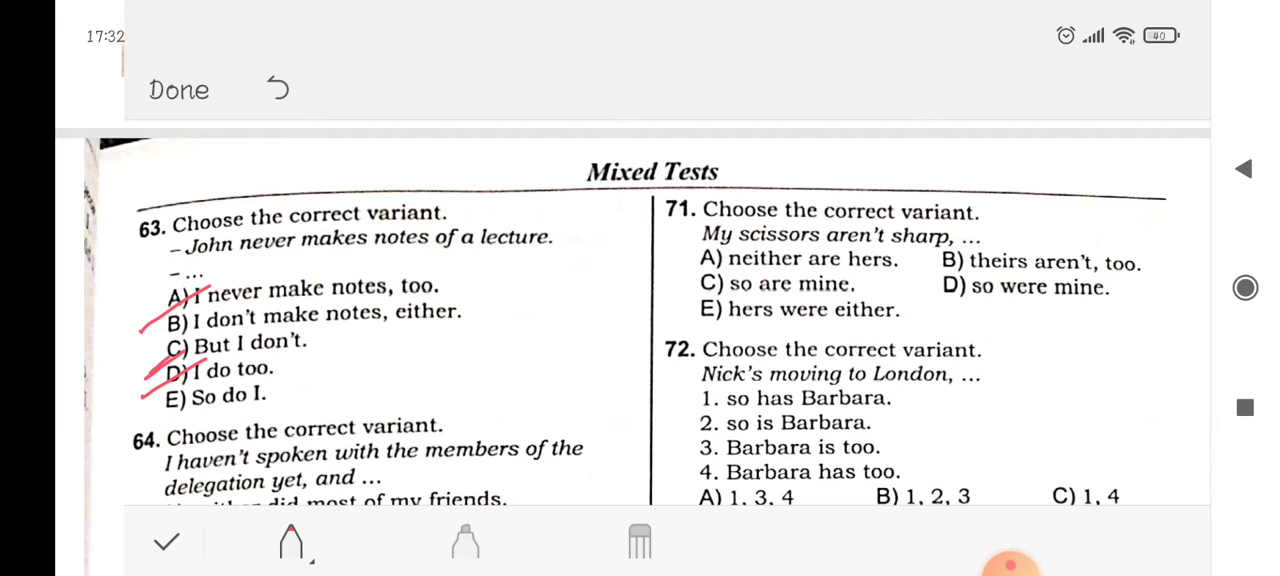 17:32
40
Done
Mixed Tests
63. Choose the correct variant.
– John never makes notes of a lecture.
– ...
A) I never make notes, too.
B) I don't make notes, either.
C) But I don't.
D) I do too.
E) So do I.
64. Choose the correct variant.
I haven't spoken with the members of the
delegation yet, and ...
did most of my friends.
71. Choose the correct variant.
My scissors aren't sharp, ...
A) neither are hers. B) theirs aren't, too.
C) so are mine. D) so were mine.
E) hers were either.
72. Choose the correct variant.
Nick's moving to London, ...
1. so has Barbara.
2. so is Barbara.
3. Barbara is too.
4. Barbara has too.
A) 1, 3, 4 B) 1, 2, 3 C) 1, 4